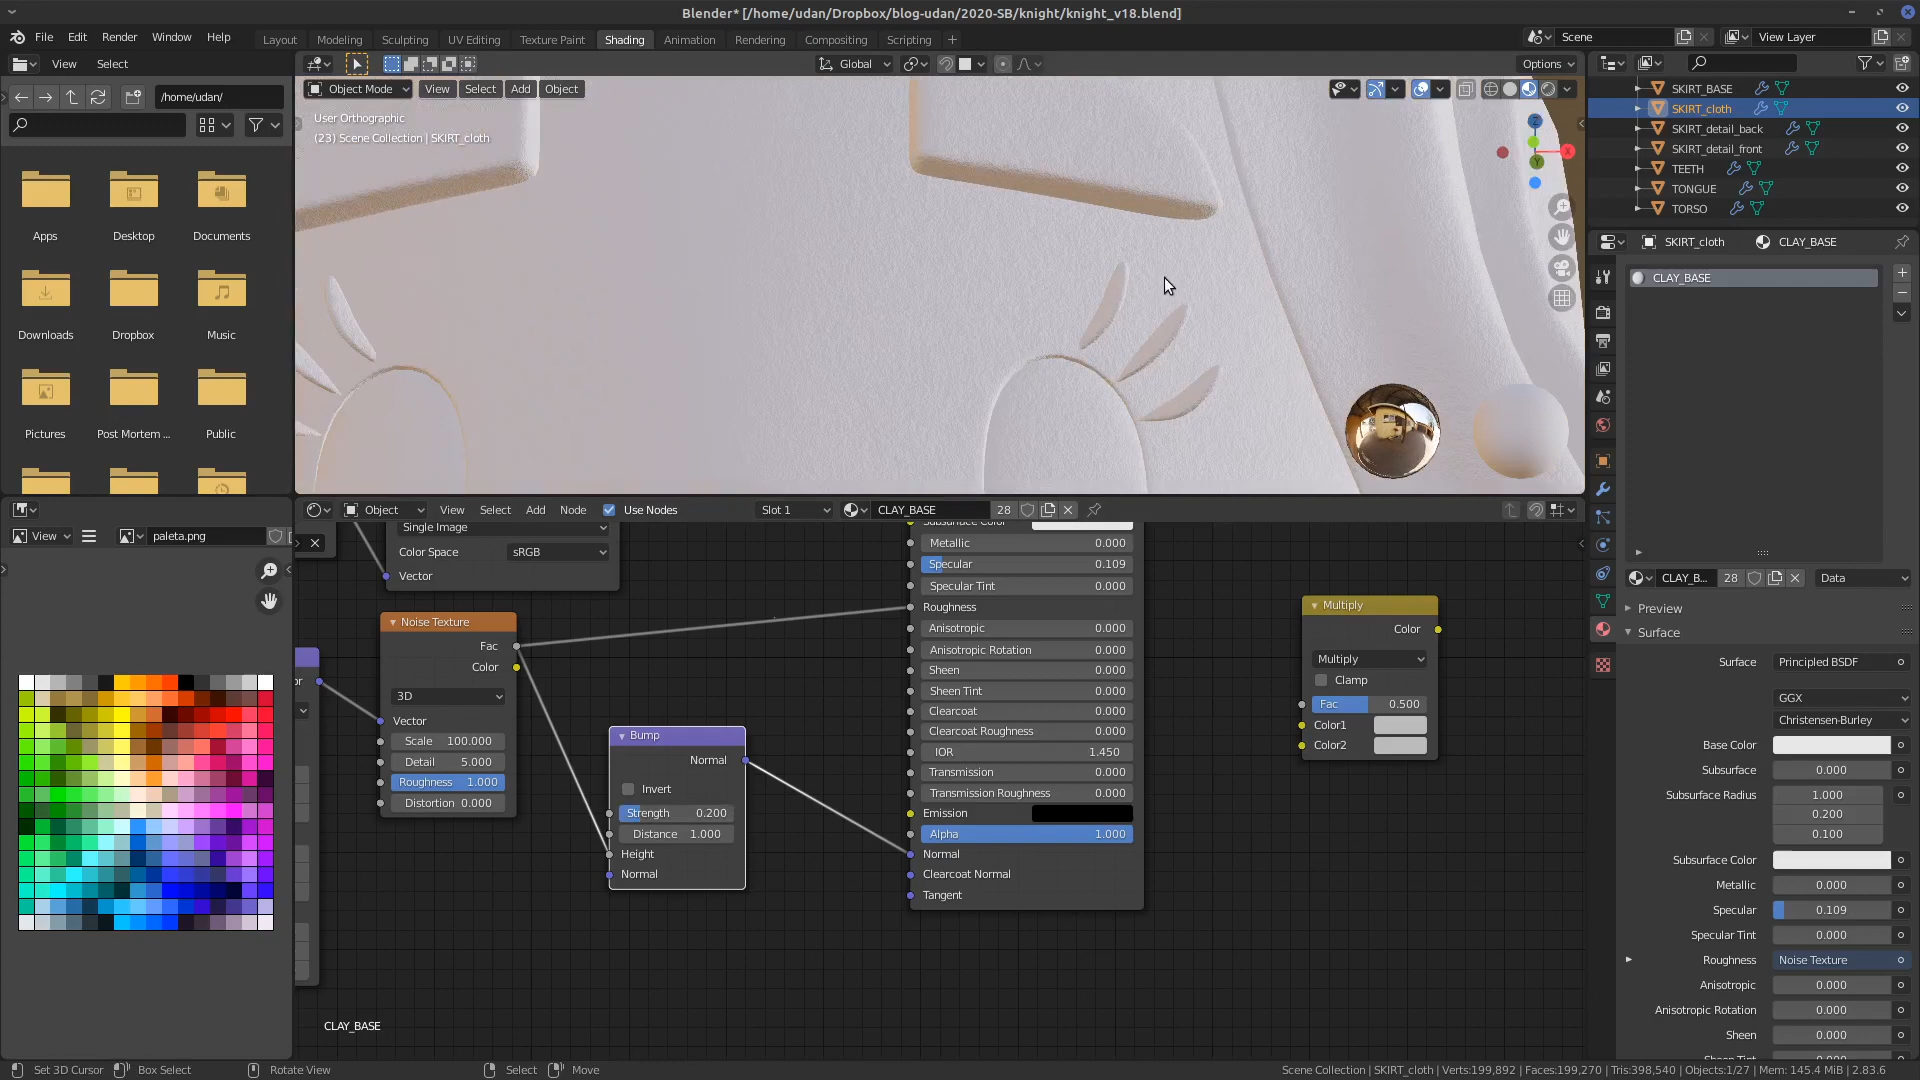 Blender* [/home/udan/Dropbox/blog-udan/2020-SB/knight/knight_v18.blend]
File Edit Render Window Help
Layout Modeling Sculpting UV Editing Texture Paint Shading Animation Rendering Compositing Scripting +
Scene
View Layer
View Select
Global
Options
/home/udan/
Object Mode View Select Add Object
User Orthographic
(23) Scene Collection | SKIRT_cloth
Z
X
Y
SKIRT_BASE
SKIRT_cloth
SKIRT_detail_back
SKIRT_detail_front
TEETH
TONGUE
TORSO
Apps Desktop Documents
Downloads Dropbox Music
Pictures Post Mortem ... Public
SKIRT_cloth CLAY_BASE
CLAY_BASE
Object View Select Add Node Use Nodes Slot 1 CLAY_BASE 28
View paleta.png
Single Image
Color Space sRGB
Vector
Noise Texture
Fac
Color
3D
Vector
Scale 100.000
Detail 5.000
Roughness 1.000
Distortion 0.000
Bump
Normal
Invert
Strength 0.200
Distance 1.000
Height
Normal
Subsurface Color
Metallic 0.000
Specular 0.109
Specular Tint 0.000
Roughness
Anisotropic 0.000
Anisotropic Rotation 0.000
Sheen 0.000
Sheen Tint 0.000
Clearcoat 0.000
Clearcoat Roughness 0.000
IOR 1.450
Transmission 0.000
Transmission Roughness 0.000
Emission
Alpha 1.000
Normal
Clearcoat Normal
Tangent
Multiply
Color
Multiply
Clamp
Fac 0.500
Color1
Color2
CLAY_BASE
CLAY_B... 28 Data
Preview
Surface
Surface Principled BSDF
GGX
Christensen-Burley
Base Color
Subsurface 0.000
Subsurface Radius 1.000
0.200
0.100
Subsurface Color
Metallic 0.000
Specular 0.109
Specular Tint 0.000
Roughness Noise Texture
Anisotropic 0.000
Anisotropic Rotation 0.000
Sheen 0.000
Set 3D Cursor Box Select Rotate View Select Move
Scene Collection | SKIRT_cloth | Verts:199,892 | Faces:199,270 | Tris:398,540 | Objects:1/27 | Mem: 145.4 MiB | 2.83.6